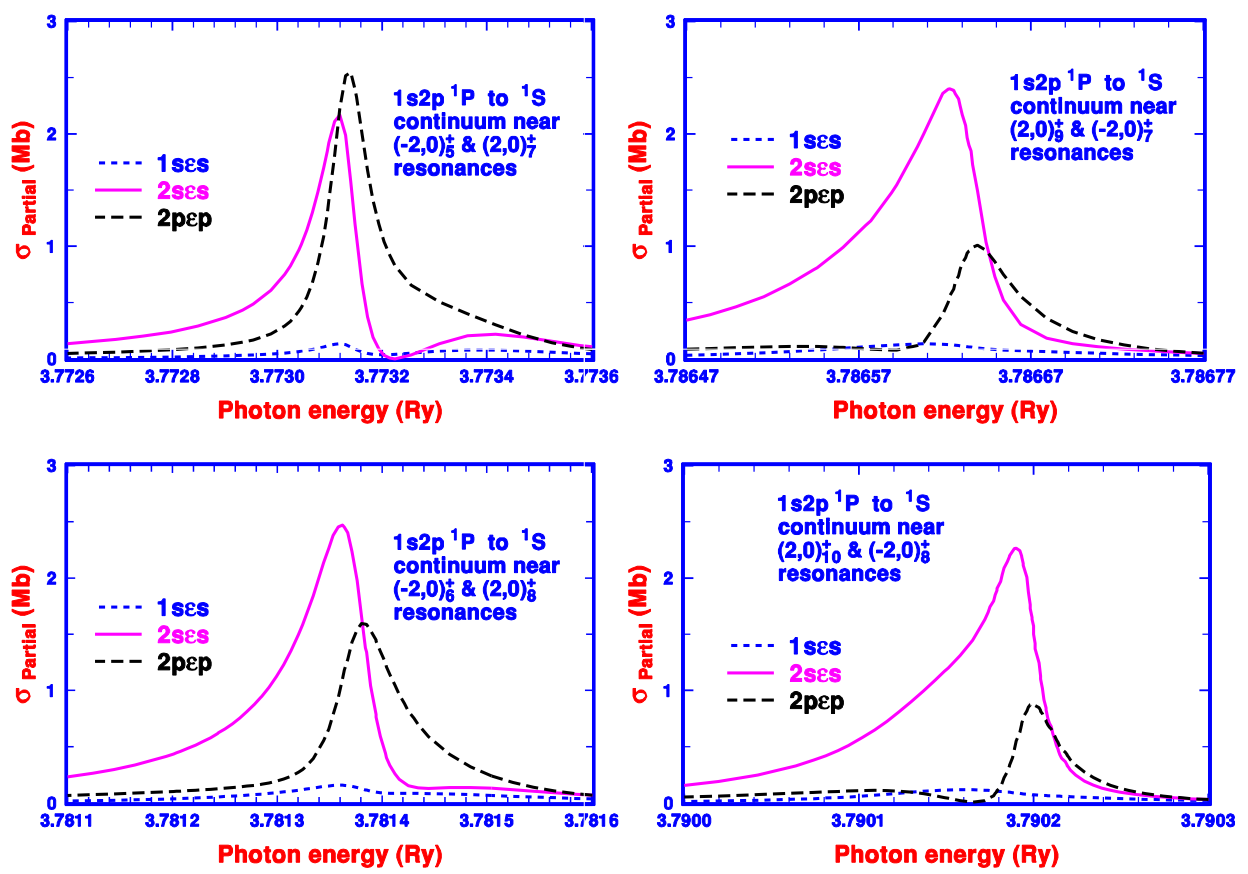 3
2
1
0
σ Partial (Mb)
1sεs
2sεs
2pεp
1s2p ¹P to ¹S
continuum near
(-2,0)⁺₅ & (2,0)⁺₇
resonances
3.7726 3.7728 3.7730 3.7732 3.7734 3.7736
Photon energy (Ry)
3
2
1
0
σ Partial (Mb)
1sεs
2sεs
2pεp
1s2p ¹P to ¹S
continuum near
(2,0)⁺₉ & (-2,0)⁺₇
resonances
3.78647 3.78657 3.78667 3.78677
Photon energy (Ry)
3
2
1
0
σ Partial (Mb)
1sεs
2sεs
2pεp
1s2p ¹P to ¹S
continuum near
(-2,0)⁺₆ & (2,0)⁺₈
resonances
3.7811 3.7812 3.7813 3.7814 3.7815 3.7816
Photon energy (Ry)
3
2
1
0
σ Partial (Mb)
1s2p ¹P to ¹S
continuum near
(2,0)⁺₁₀ & (-2,0)⁺₈
resonances
1sεs
2sεs
2pεp
3.7900 3.7901 3.7902 3.7903
Photon energy (Ry)